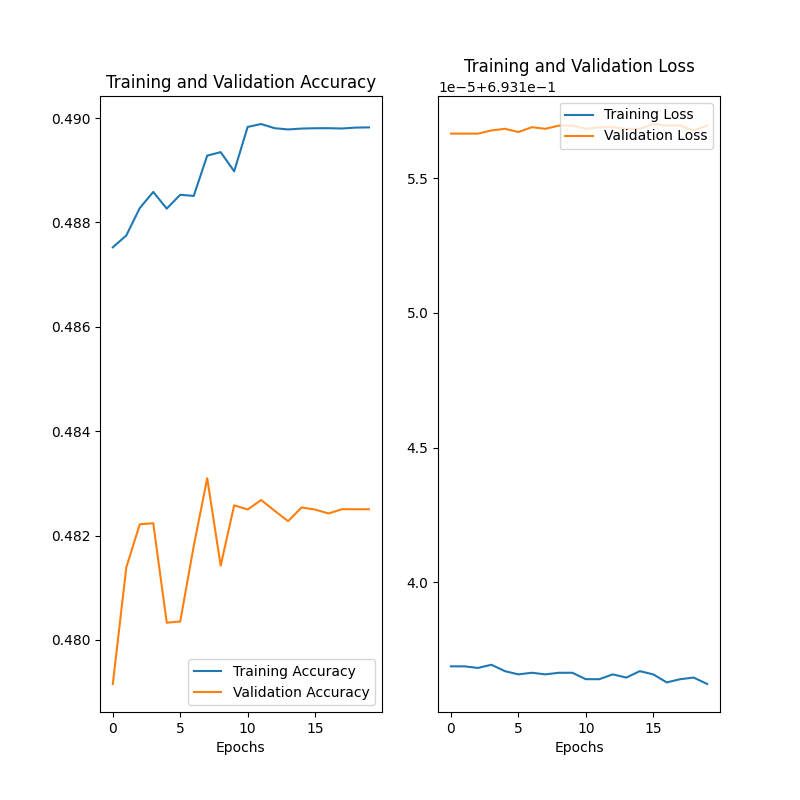 Training and Validation Accuracy
0.490
0.488
0.486
0.484
0.482
0.480
Training Accuracy
Validation Accuracy
0 5 10 15
Epochs
Training and Validation Loss
1e−5+6.931e−1
Training Loss
Validation Loss
5.5
5.0
4.5
4.0
0 5 10 15
Epochs